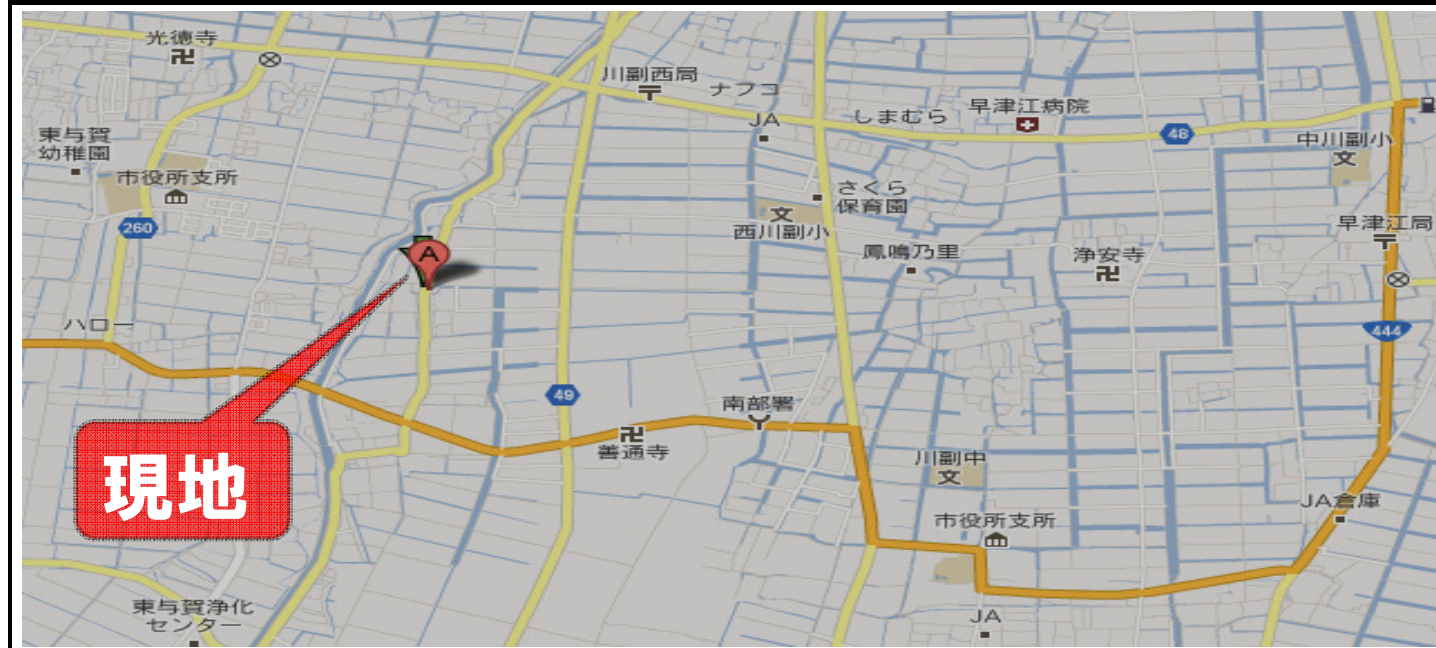 光徳寺
川副西局
ナフコ
JA
しまむら
早津江病院
48
中川副小
文
東与賀
幼稚園
市役所支所
260
さくら
保育園
文
西川副小
鳳鳴乃里
浄安寺
早津江局
A
ハロー
444
49
南部署
善通寺
川副中
文
現地
市役所支所
JA倉庫
東与賀浄化
センター
JA